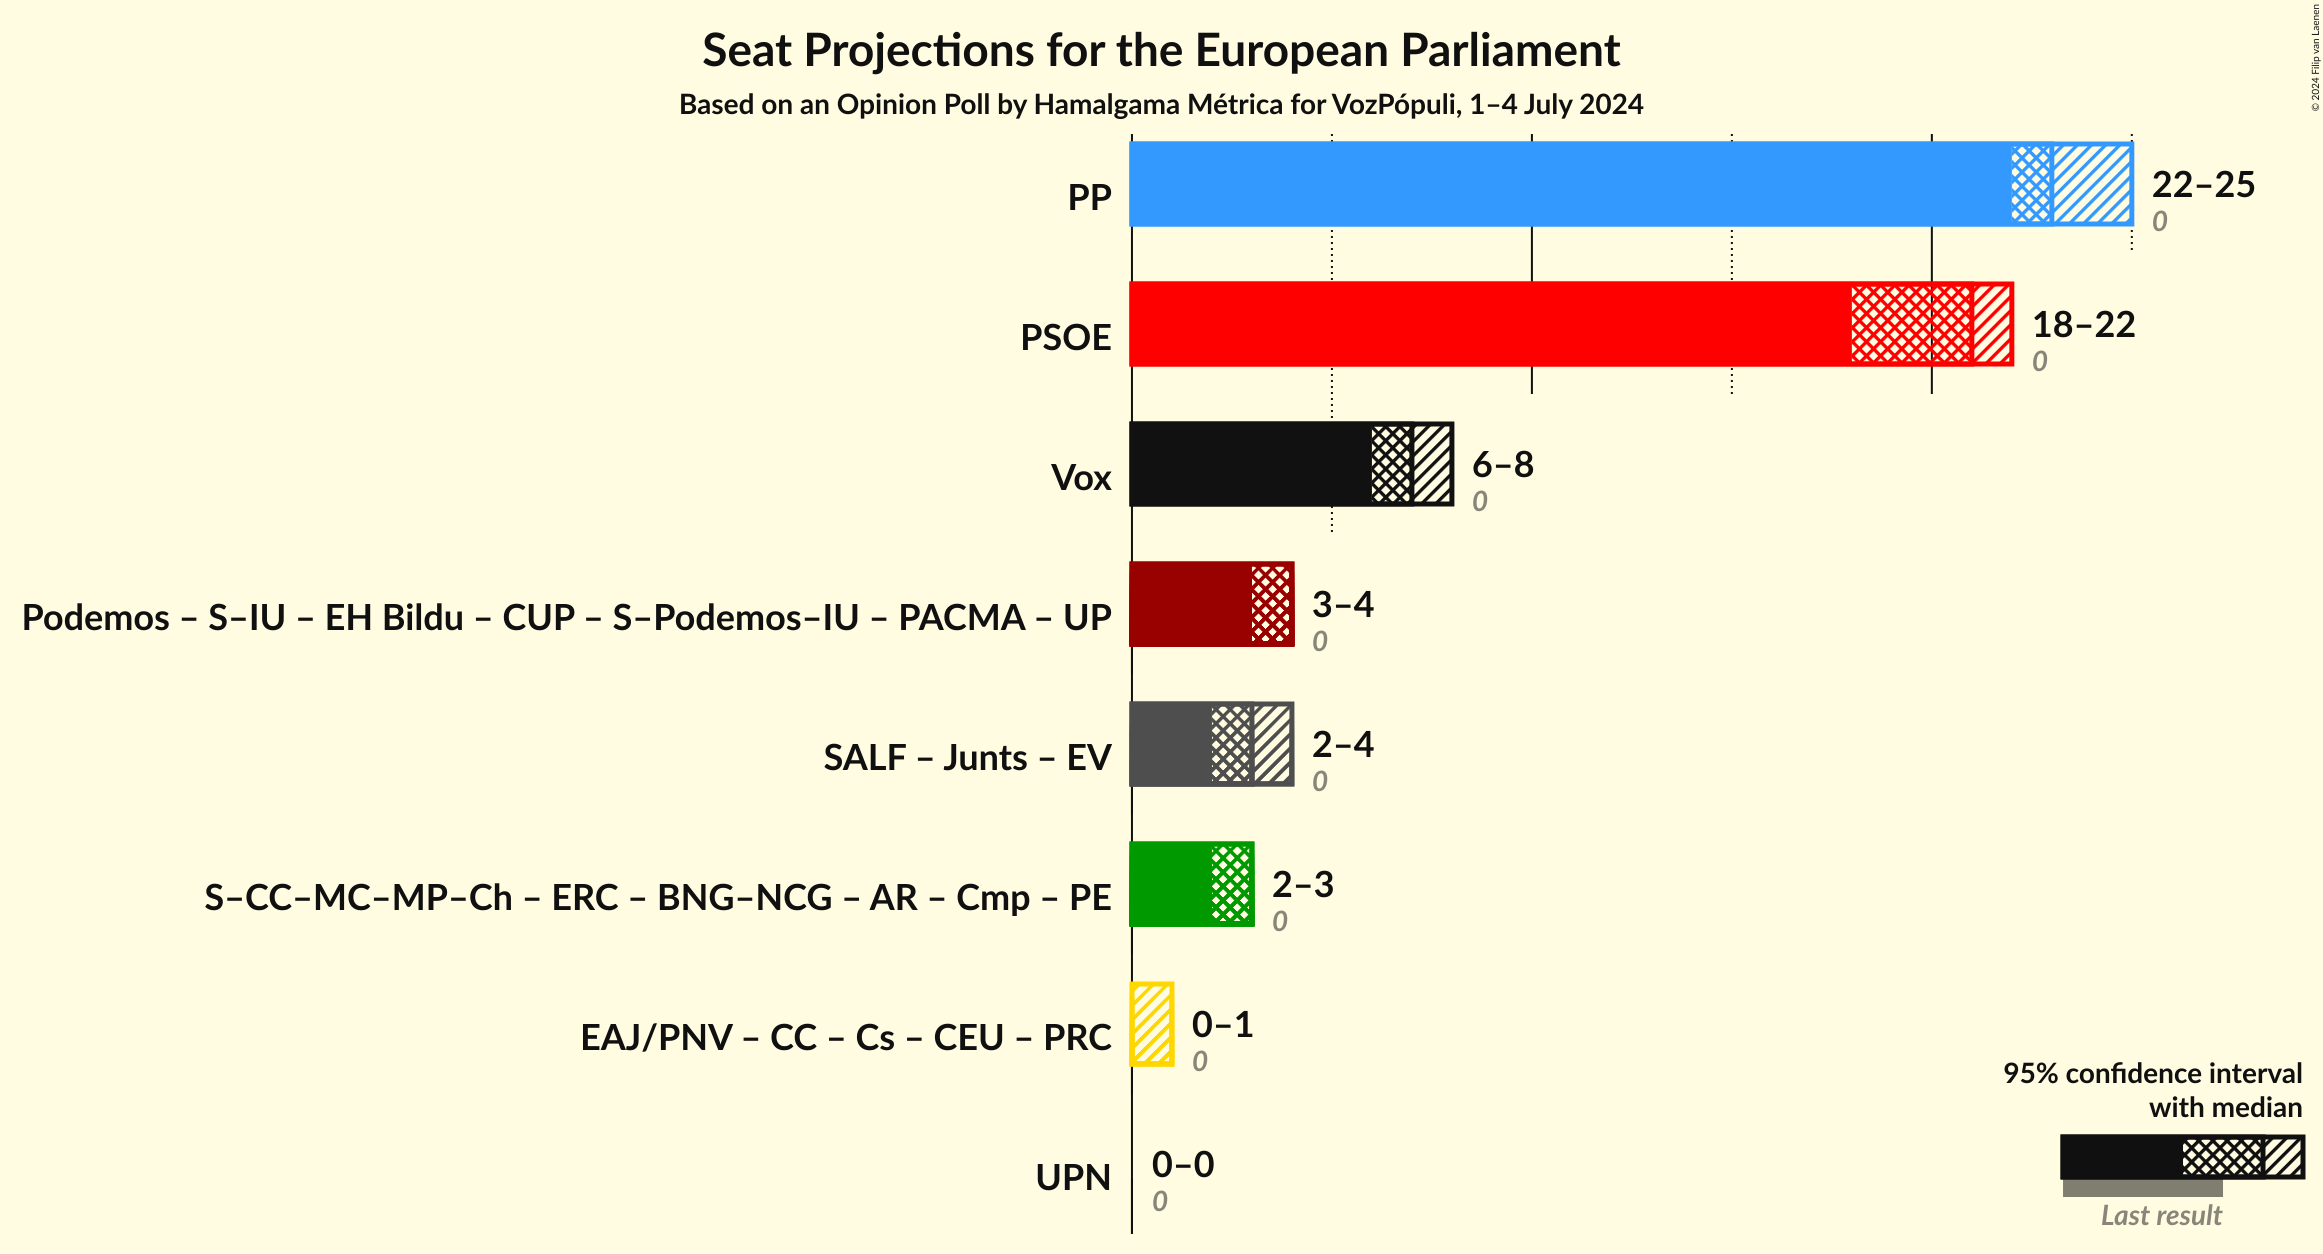 Seat Projections for the European Parliament
Based on an Opinion Poll by Hamalgama Métrica for VozPópuli, 1–4 July 2024
© 2024 Filip van Laenen
PP
22–25
0
PSOE
18–22
0
Vox
6–8
0
Podemos – S–IU – EH Bildu – CUP – S–Podemos–IU – PACMA – UP
3–4
0
SALF – Junts – EV
2–4
0
S–CC–MC–MP–Ch – ERC – BNG–NCG – AR – Cmp – PE
2–3
0
EAJ/PNV – CC – Cs – CEU – PRC
0–1
0
UPN
0–0
0
95% confidence interval
with median
Last result